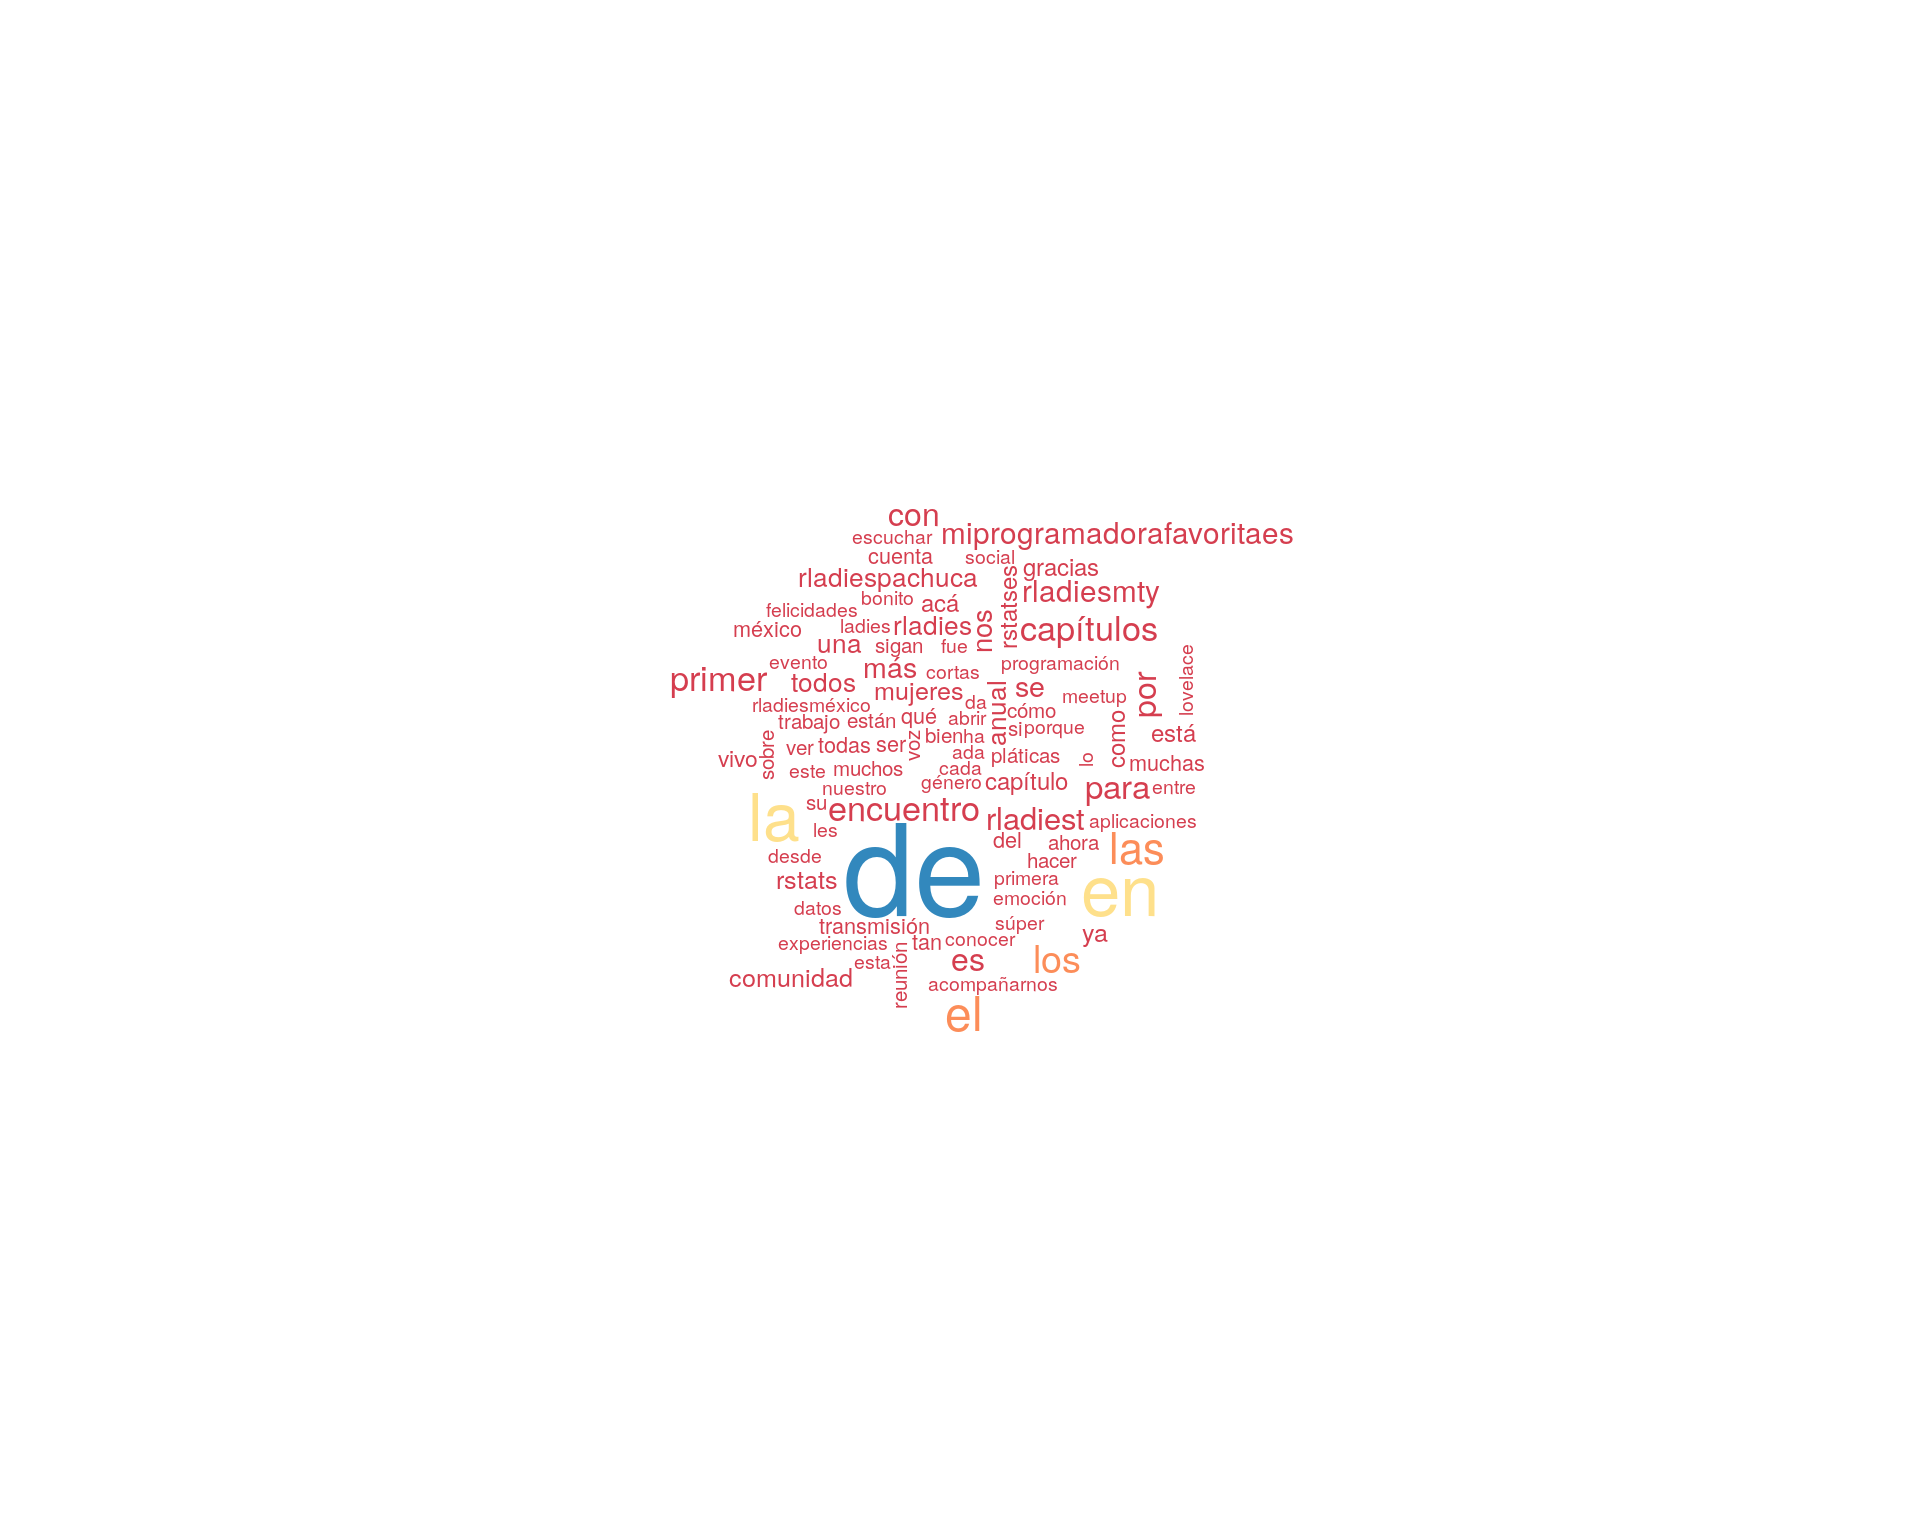 con
escuchar
miprogramadorafavoritaes
cuenta
social
gracias
rladiespachuca
rstatses
rladiesmty
bonito
acá
felicidades
nos
méxico
ladies
rladies
capítulos
una
sigan
fue
evento
más
cortas
programación
lovelace
primer
todos
mujeres
se
meetup
por
rladiesméxico
da
anual
cómo
trabajo
están
qué
abrir
si
porque
como
está
sobre
ver
todas
ser
voz
bienha
vivo
ada
pláticas
lo
muchas
este
muchos
cada
nuestro
género
capítulo
para
entre
la
su
encuentro
rladiest
aplicaciones
les
de
del
ahora
las
desde
hacer
rstats
primera
en
datos
emoción
transmisión
súper
experiencias
tan
conocer
ya
está
reunión
es
los
comunidad
acompañarnos
el